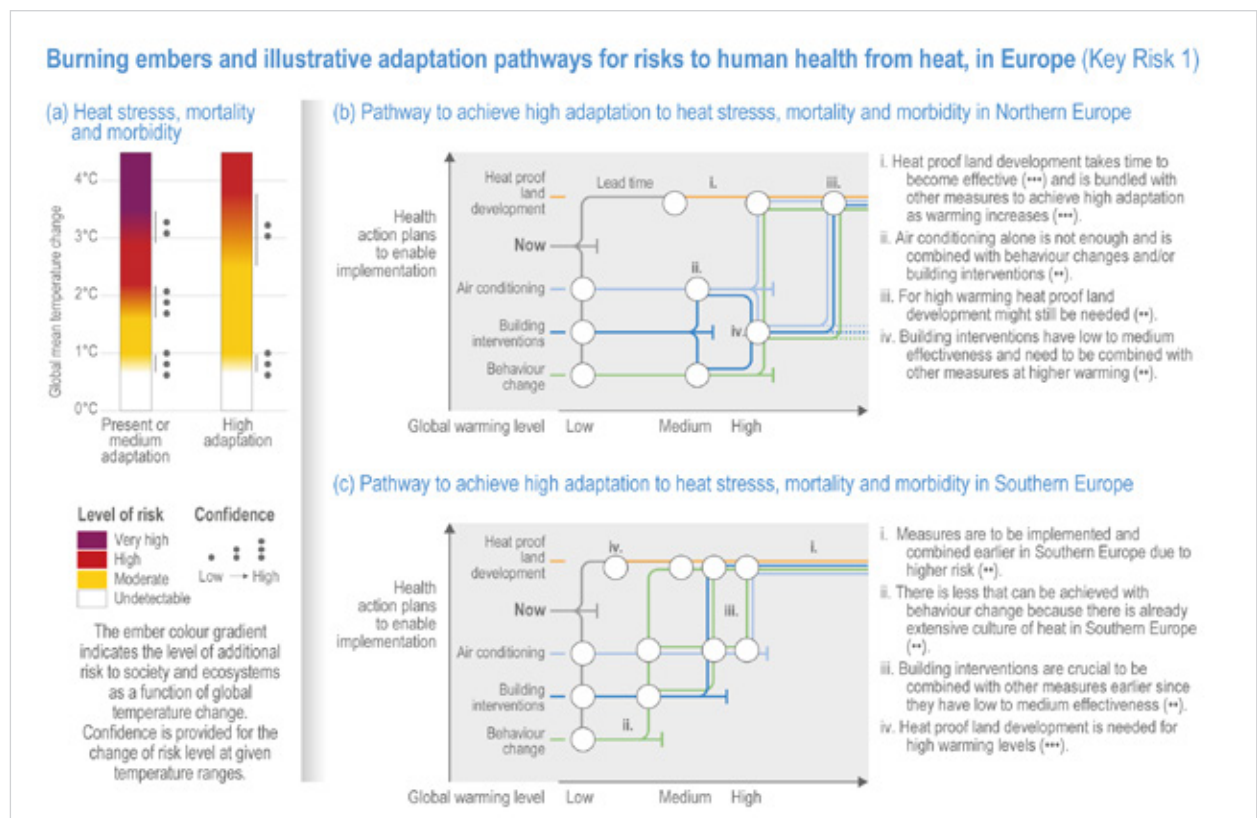 Burning embers and illustrative adaptation pathways for risks to human health from heat, in Europe (Key Risk 1)
(a) Heat stresss, mortality
and morbidity
4°C
3°C
2°C
1°C
0°C
Global mean temperature change
Present or
medium
adaptation
High
adaptation
Level of risk
Very high
High
Moderate
Undetectable
Confidence
Low → High
The ember colour gradient
indicates the level of additional
risk to society and ecosystems
as a function of global
temperature change.
Confidence is provided for the
change of risk level at given
temperature ranges.
(b) Pathway to achieve high adaptation to heat stresss, mortality and morbidity in Northern Europe
Health
action plans
to enable
implementation
Heat proof
land
development
Now
Air conditioning
Building
interventions
Behaviour
change
Lead time
i.
iii.
ii.
iv.
Global warming level
Low
Medium
High
i. Heat proof land development takes time to
become effective (•••) and is bundled with
other measures to achieve high adaptation
as warming increases (•••).
ii. Air conditioning alone is not enough and is
combined with behaviour changes and/or
building interventions (••).
iii. For high warming heat proof land
development might still be needed (••).
iv. Building interventions have low to medium
effectiveness and need to be combined with
other measures at higher warming (••).
(c) Pathway to achieve high adaptation to heat stresss, mortality and morbidity in Southern Europe
Health
action plans
to enable
implementation
Heat proof
land
development
Now
Air conditioning
Building
interventions
Behaviour
change
iv.
i.
iii.
ii.
Global warming level
Low
Medium
High
i. Measures are to be implemented and
combined earlier in Southern Europe due to
higher risk (••).
ii. There is less that can be achieved with
behaviour change because there is already
extensive culture of heat in Southern Europe
(••).
iii. Building interventions are crucial to be
combined with other measures earlier since
they have low to medium effectiveness (••).
iv. Heat proof land development is needed for
high warming levels (•••).